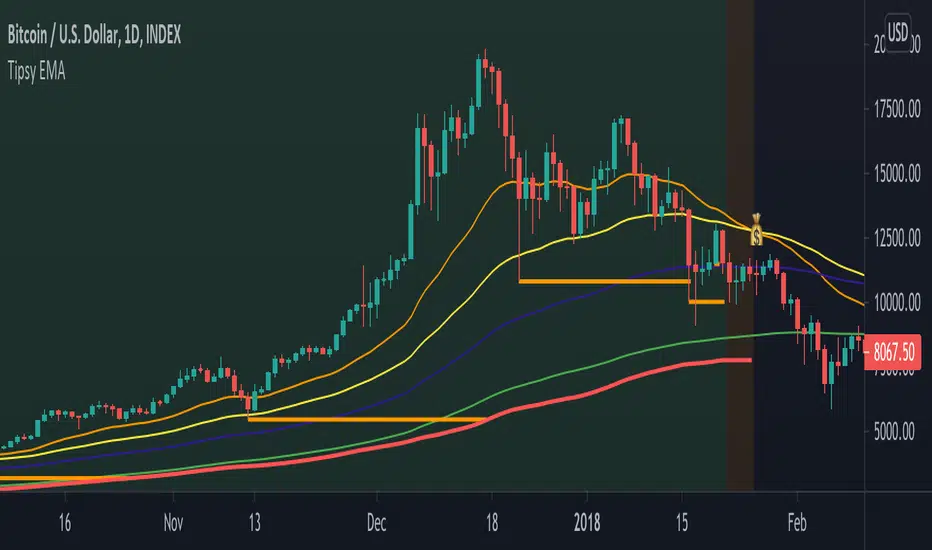 Bitcoin / U.S. Dollar, 1D, INDEX
Tipsy EMA
USD
17500.00
15000.00
12500.00
10000.00
8067.50
5000.00
16
Nov
13
Dec
18
2018
15
Feb